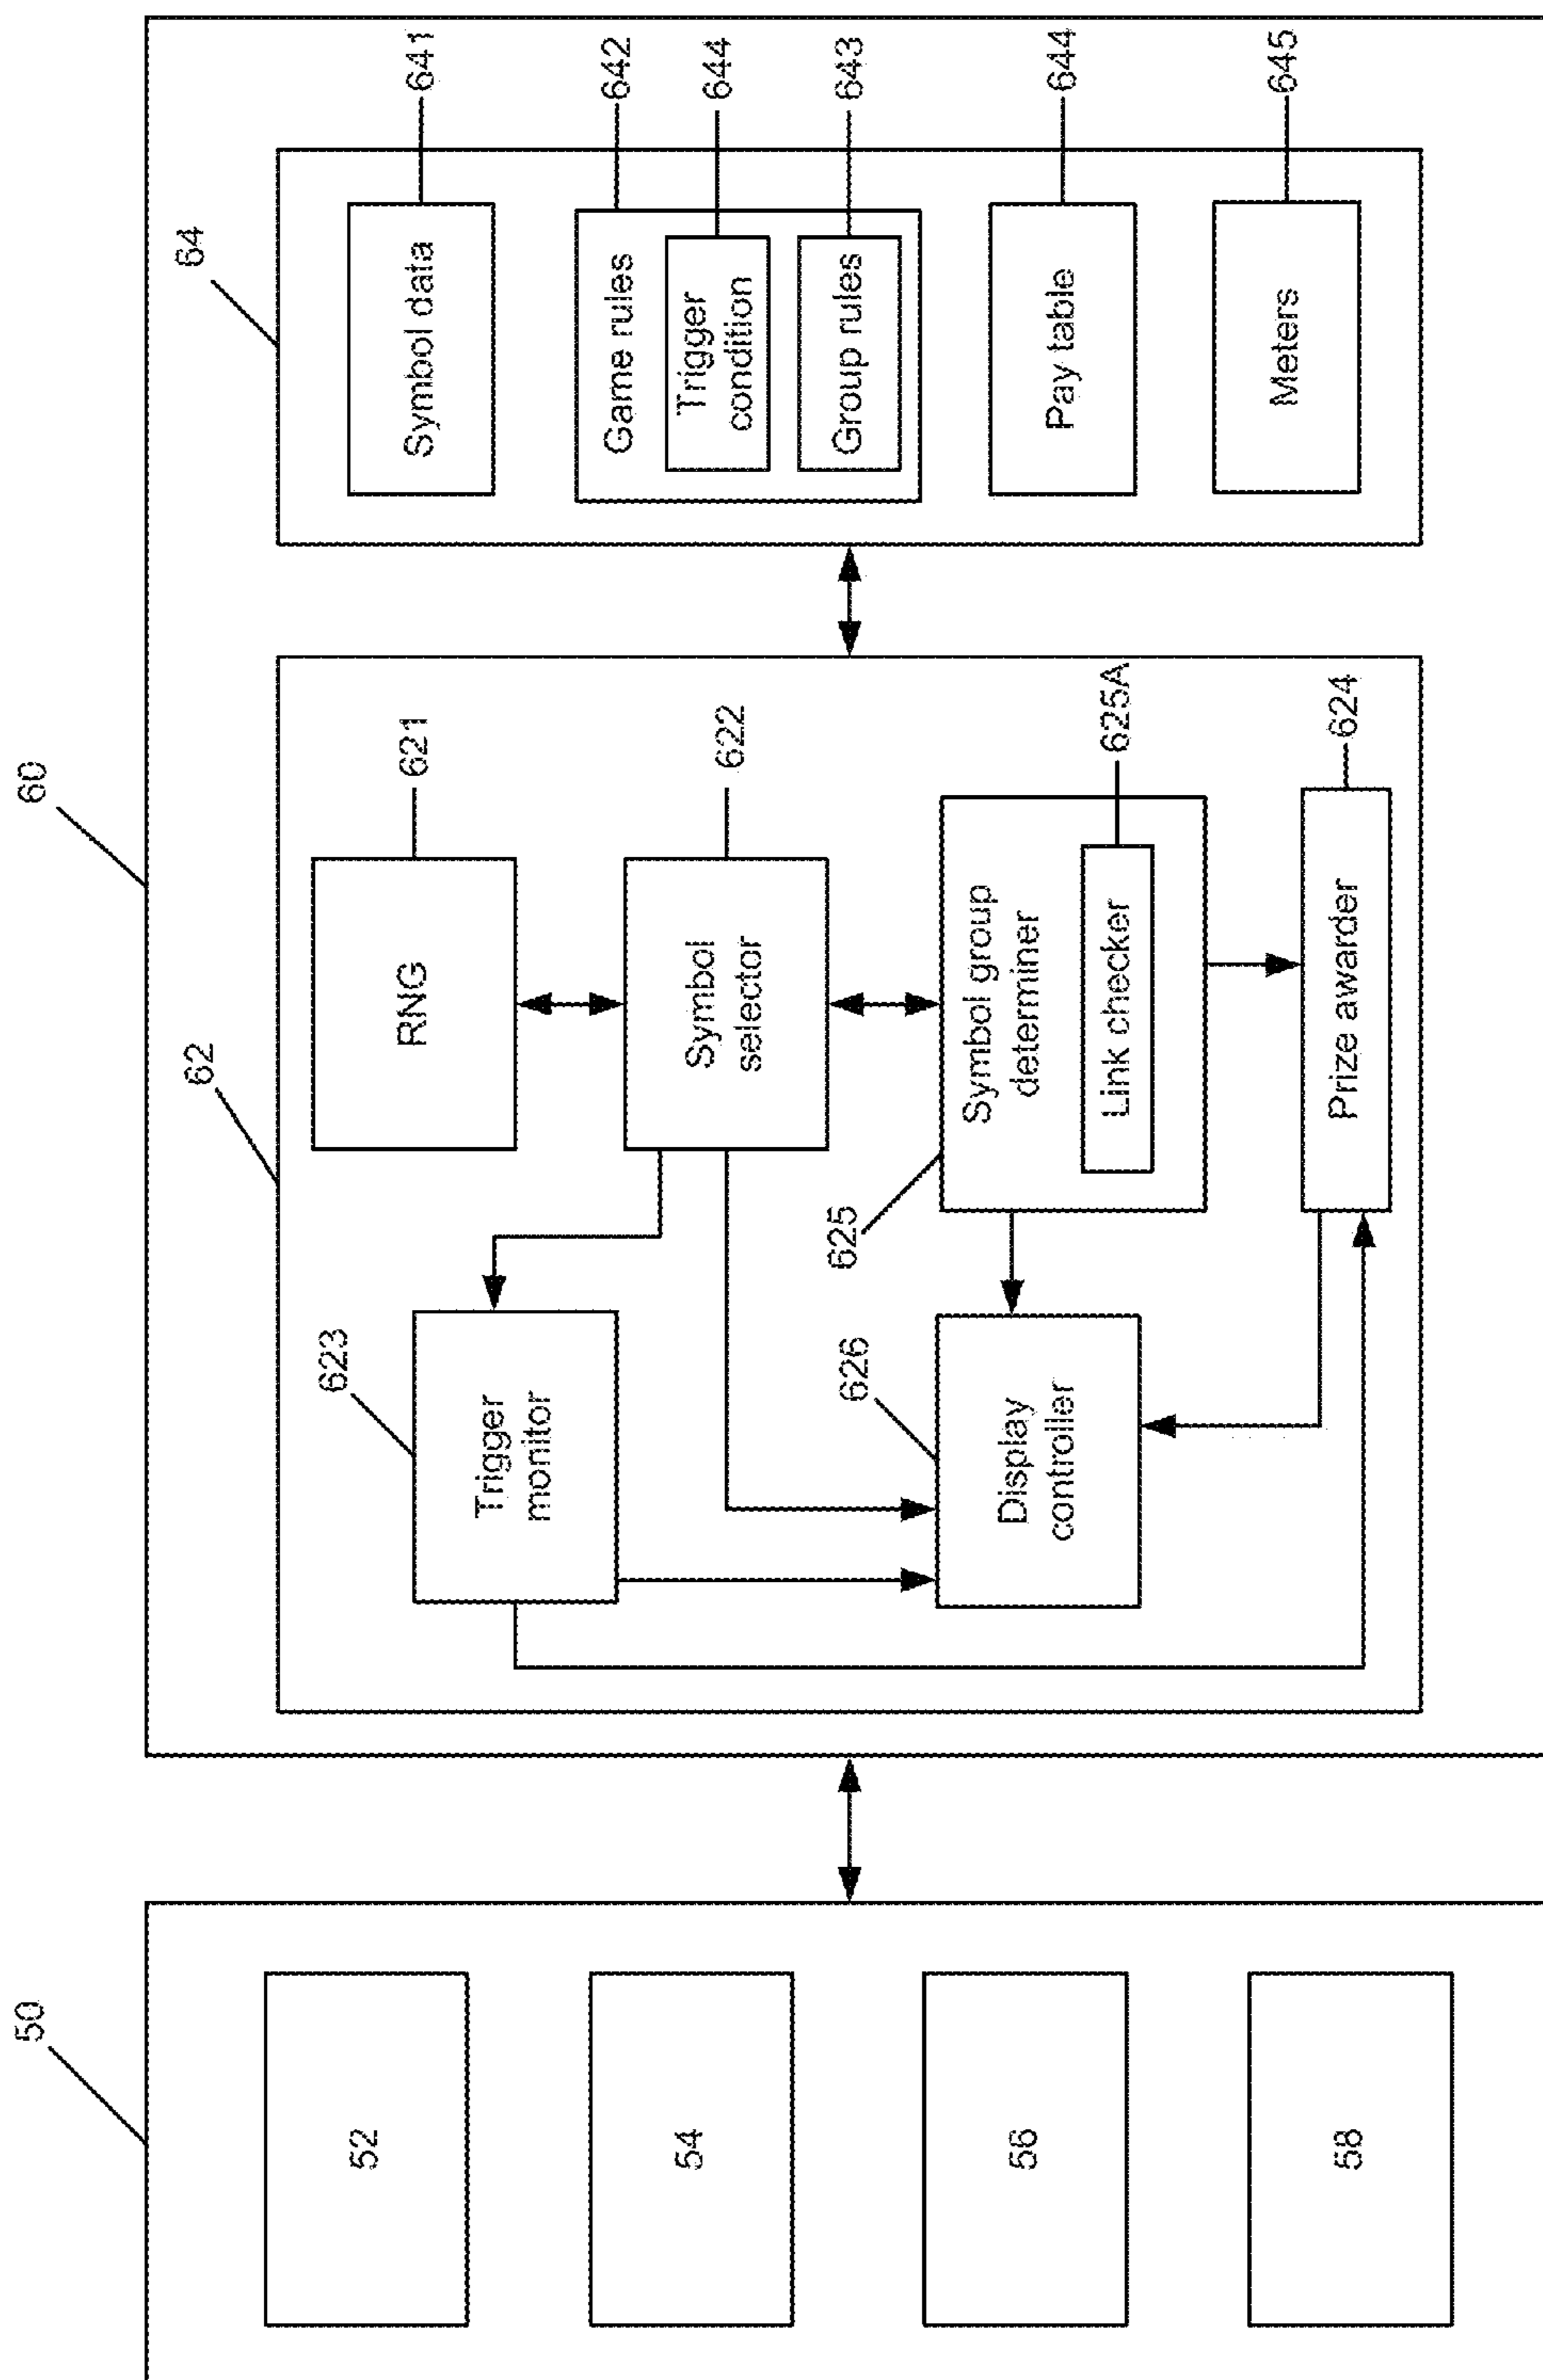 60
64
Symbol data
641
Game rules
642
Trigger
condition
644
Group rules
643
Pay table
644
Meters
645
62
RNG
621
Symbol
selector
622
Symbol group
determiner
625
Link checker
625A
Prize awarder
624
Trigger
monitor
623
Display
controller
626
50
52
54
56
58